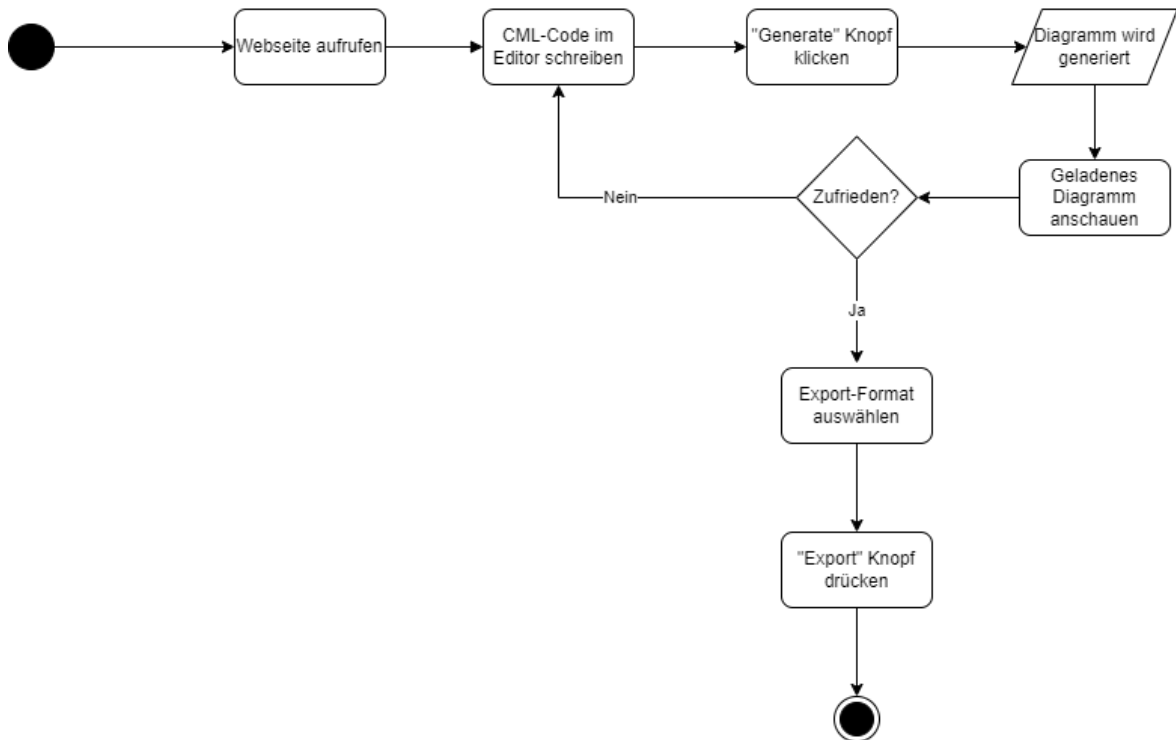 Webseite aufrufen
CML-Code im
Editor schreiben
"Generate" Knopf
klicken
Diagramm wird
generiert
Geladenes
Diagramm
anschauen
Zufrieden?
Nein
Ja
Export-Format
auswählen
"Export" Knopf
drücken